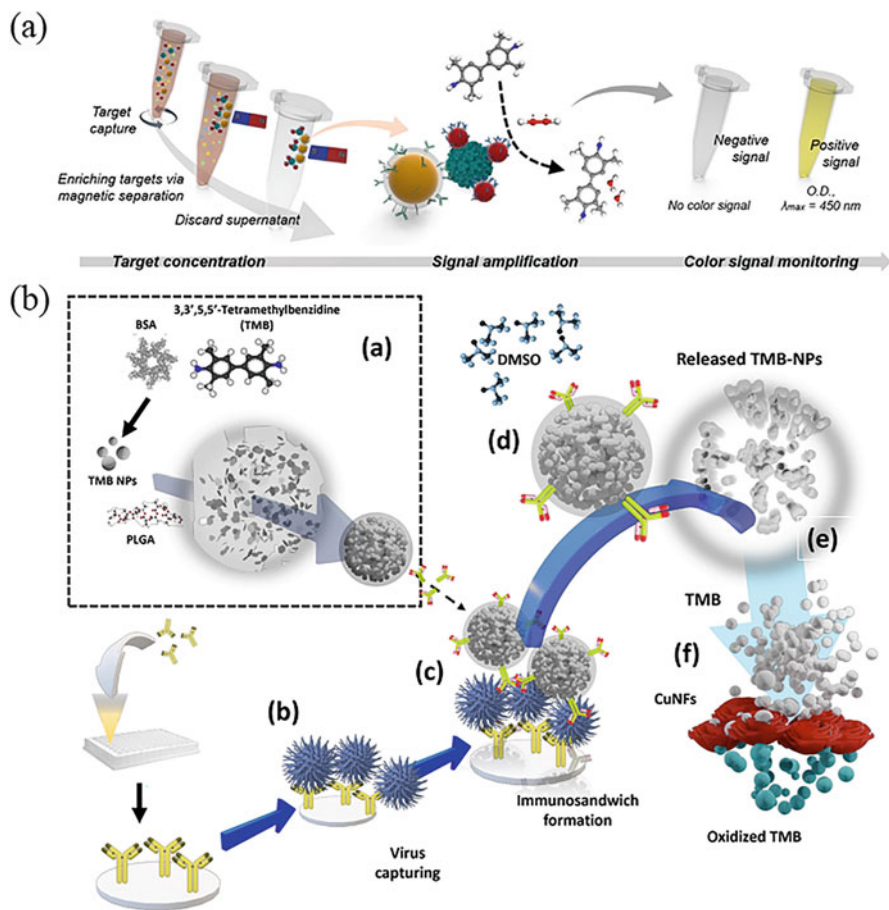 (a)
Target
capture
Enriching targets via
magnetic separation
Discard supernatant
Negative
signal
No color signal
Positive
signal
O.D.,
λmax = 450 nm
Target concentration
Signal amplification
Color signal monitoring
(b)
3,3′,5,5′-Tetramethylbenzidine
(TMB)
BSA
(a)
TMB NPs
PLGA
DMSO
Released TMB-NPs
(d)
(e)
TMB
(f)
CuNFs
Oxidized TMB
(c)
(b)
Immunosandwich
formation
Virus
capturing